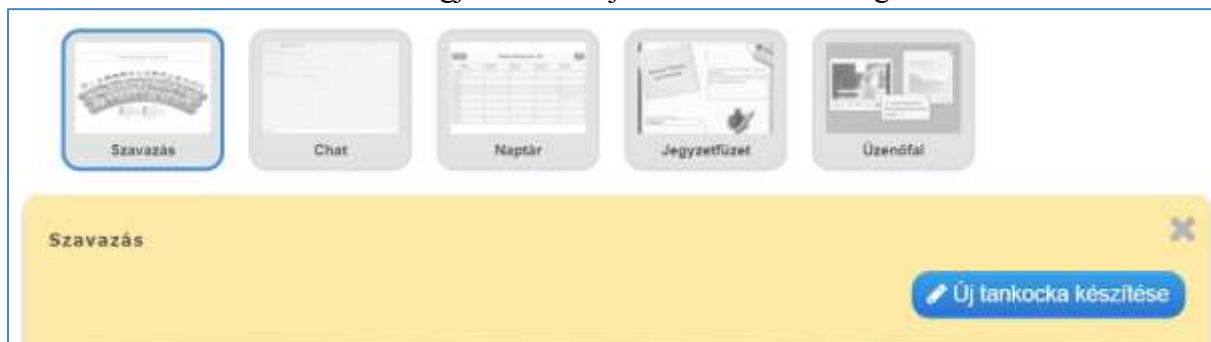 Szavazás
Chat
Naptár
Jegyzetfüzet
Üzenőfal
Szavazás
Új tankocka készítése